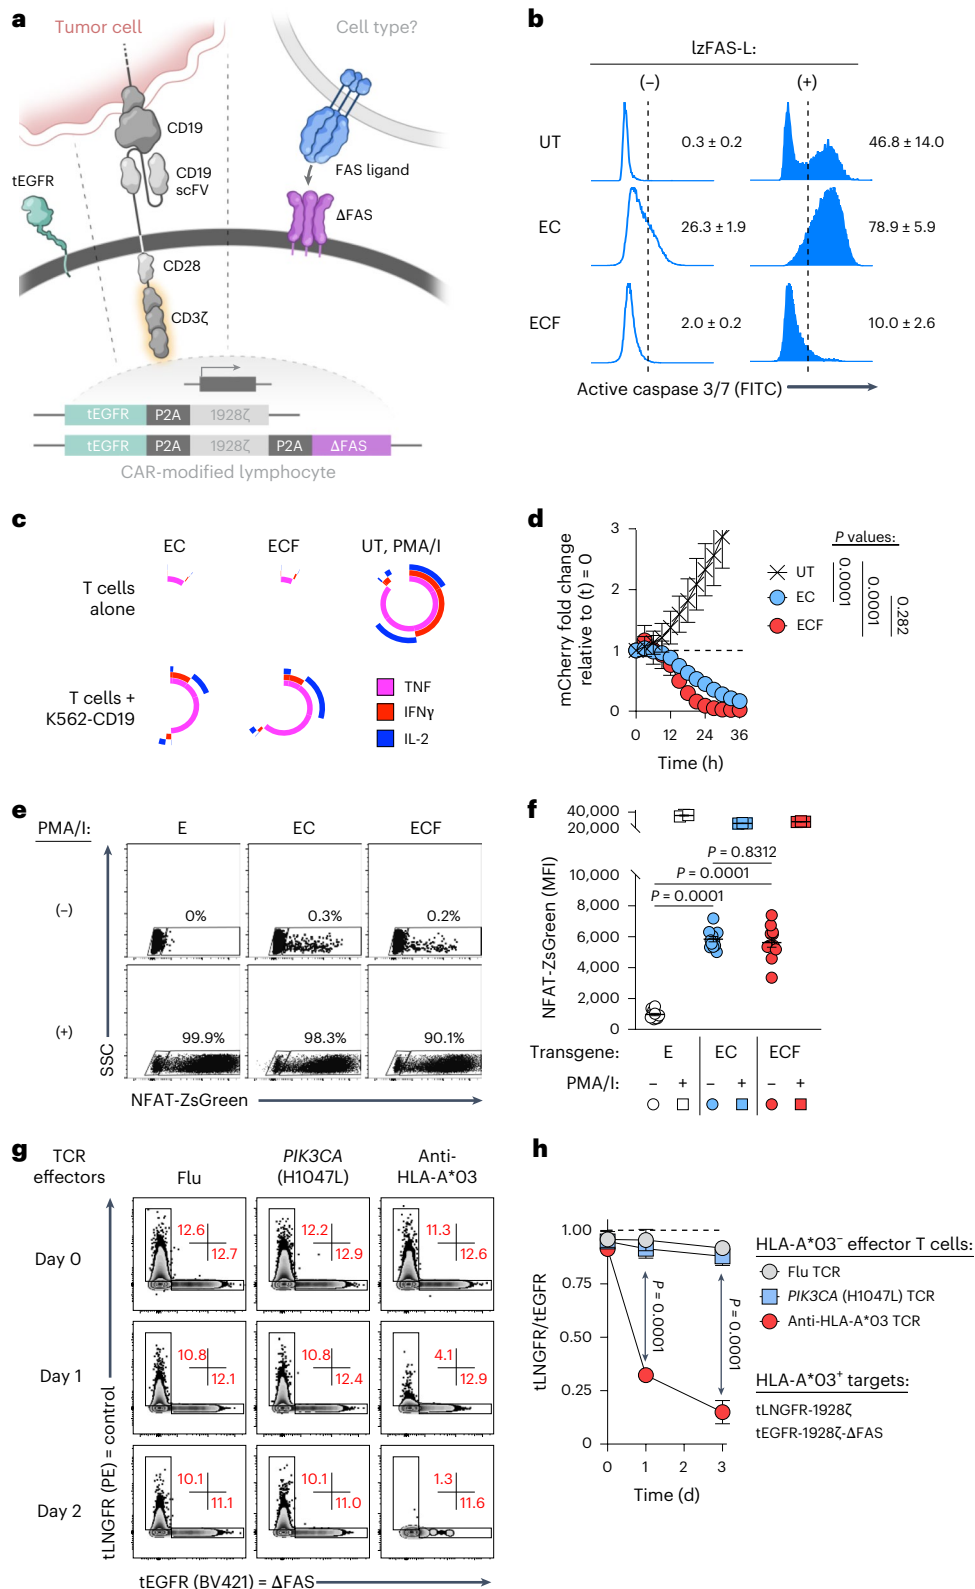 a
Tumor cell
Cell type?
CD19
CD19
scFV
tEGFR
FAS ligand
ΔFAS
CD28
CD3ζ
tEGFR P2A 1928ζ
tEGFR P2A 1928ζ P2A ΔFAS
CAR-modified lymphocyte
b
lzFAS-L:
(−) (+)
UT 0.3 ± 0.2 46.8 ± 14.0
EC 26.3 ± 1.9 78.9 ± 5.9
ECF 2.0 ± 0.2 10.0 ± 2.6
Active caspase 3/7 (FITC)
c
EC ECF UT, PMA/I
T cells
alone
T cells +
K562-CD19
TNF
IFNγ
IL-2
d
mCherry fold change
relative to (t) = 0
3
2
1
0
0 12 24 36
Time (h)
P values:
UT
EC
ECF
0.0001
0.0001
0.282
e
PMA/I: E EC ECF
(−)
0% 0.3% 0.2%
(+)
99.9% 98.3% 90.1%
SSC
NFAT-ZsGreen
f
NFAT-ZsGreen (MFI)
40,000
20,000
10,000
8,000
6,000
4,000
2,000
0
P = 0.8312
P = 0.0001
P = 0.0001
Transgene: E EC ECF
PMA/I: − + − + − +
g
TCR
effectors
Flu
PIK3CA
(H1047L)
Anti-
HLA-A*03
Day 0
12.6 12.7
12.2 12.9
11.3 12.6
Day 1
10.8 12.1
10.8 12.4
4.1 12.9
Day 2
10.1 11.1
10.1 11.0
1.3 11.6
tLNGFR (PE) = control
tEGFR (BV421) = ΔFAS
h
tLNGFR/tEGFR
1.00
0.75
0.50
0.25
0
0 1 2 3
Time (d)
P = 0.0001
P = 0.0001
HLA-A*03⁻ effector T cells:
Flu TCR
PIK3CA (H1047L) TCR
Anti-HLA-A*03 TCR
HLA-A*03⁺ targets:
tLNGFR-1928ζ
tEGFR-1928ζ-ΔFAS